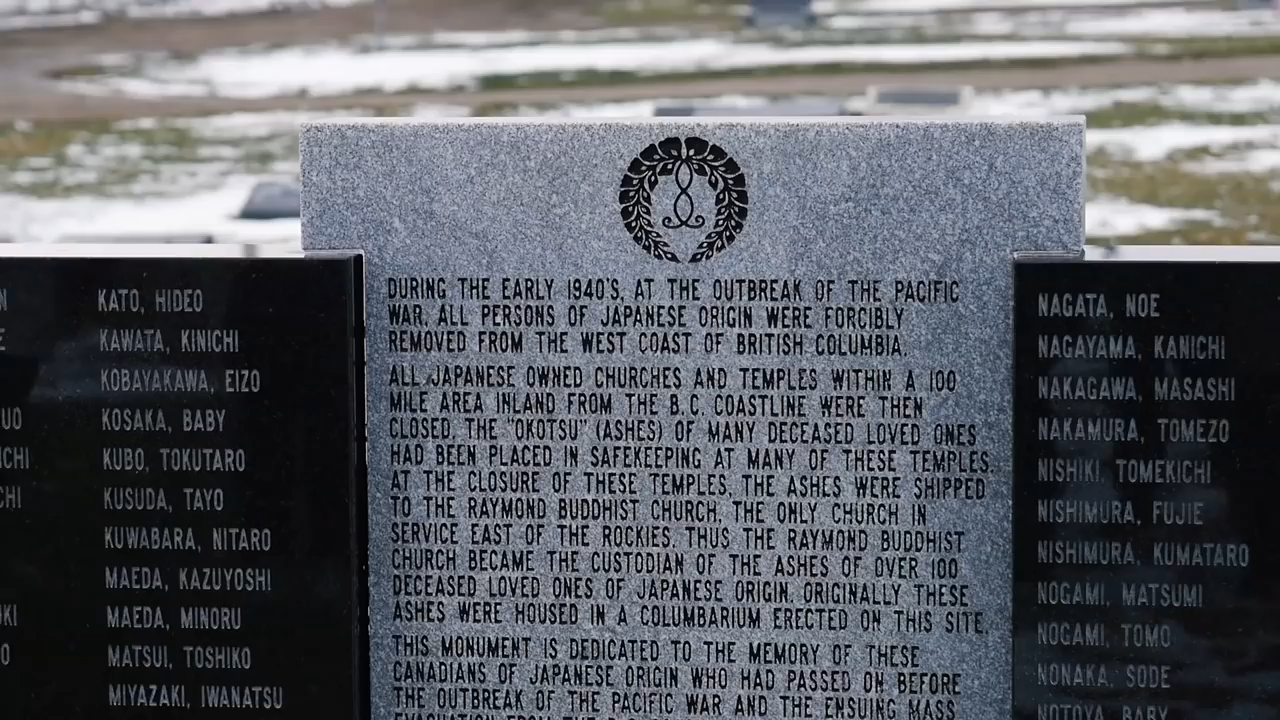 KATO, HIDEO
KAWATA, KINICHI
KOBAYAKAWA, EIZO
KOSAKA, BABY
KUBO, TOKUTARO
KUSUDA, TAYO
KUWABARA, NITARO
MAEDA, KAZUYOSHI
MAEDA, MINORU
MATSUI, TOSHIKO
MIYAZAKI, IWANATSU
DURING THE EARLY 1940'S, AT THE OUTBREAK OF THE PACIFIC
WAR, ALL PERSONS OF JAPANESE ORIGIN WERE FORCIBLY
REMOVED FROM THE WEST COAST OF BRITISH COLUMBIA.
ALL JAPANESE OWNED CHURCHES AND TEMPLES WITHIN A 100
MILE AREA INLAND FROM THE B.C. COASTLINE WERE THEN
CLOSED. THE "OKOTSU" (ASHES) OF MANY DECEASED LOVED ONES
HAD BEEN PLACED IN SAFEKEEPING AT MANY OF THESE TEMPLES.
AT THE CLOSURE OF THESE TEMPLES, THE ASHES WERE SHIPPED
TO THE RAYMOND BUDDHIST CHURCH, THE ONLY CHURCH IN
SERVICE EAST OF THE ROCKIES. THUS THE RAYMOND BUDDHIST
CHURCH BECAME THE CUSTODIAN OF THE ASHES OF OVER 100
DECEASED LOVED ONES OF JAPANESE ORIGIN. ORIGINALLY THESE
ASHES WERE HOUSED IN A COLUMBARIUM ERECTED ON THIS SITE.
THIS MONUMENT IS DEDICATED TO THE MEMORY OF THESE
CANADIANS OF JAPANESE ORIGIN WHO HAD PASSED ON BEFORE
THE OUTBREAK OF THE PACIFIC WAR AND THE ENSUING MASS
NAGATA, NOE
NAGAYAMA, KANICHI
NAKAGAWA, MASASHI
NAKAMURA, TOMEZO
NISHIKI, TOMEKICHI
NISHIMURA, FUJIE
NISHIMURA, KUMATARO
NOGAMI, MATSUMI
NOGAMI, TOMO
NONAKA, SODE
NOTOYA, BABY